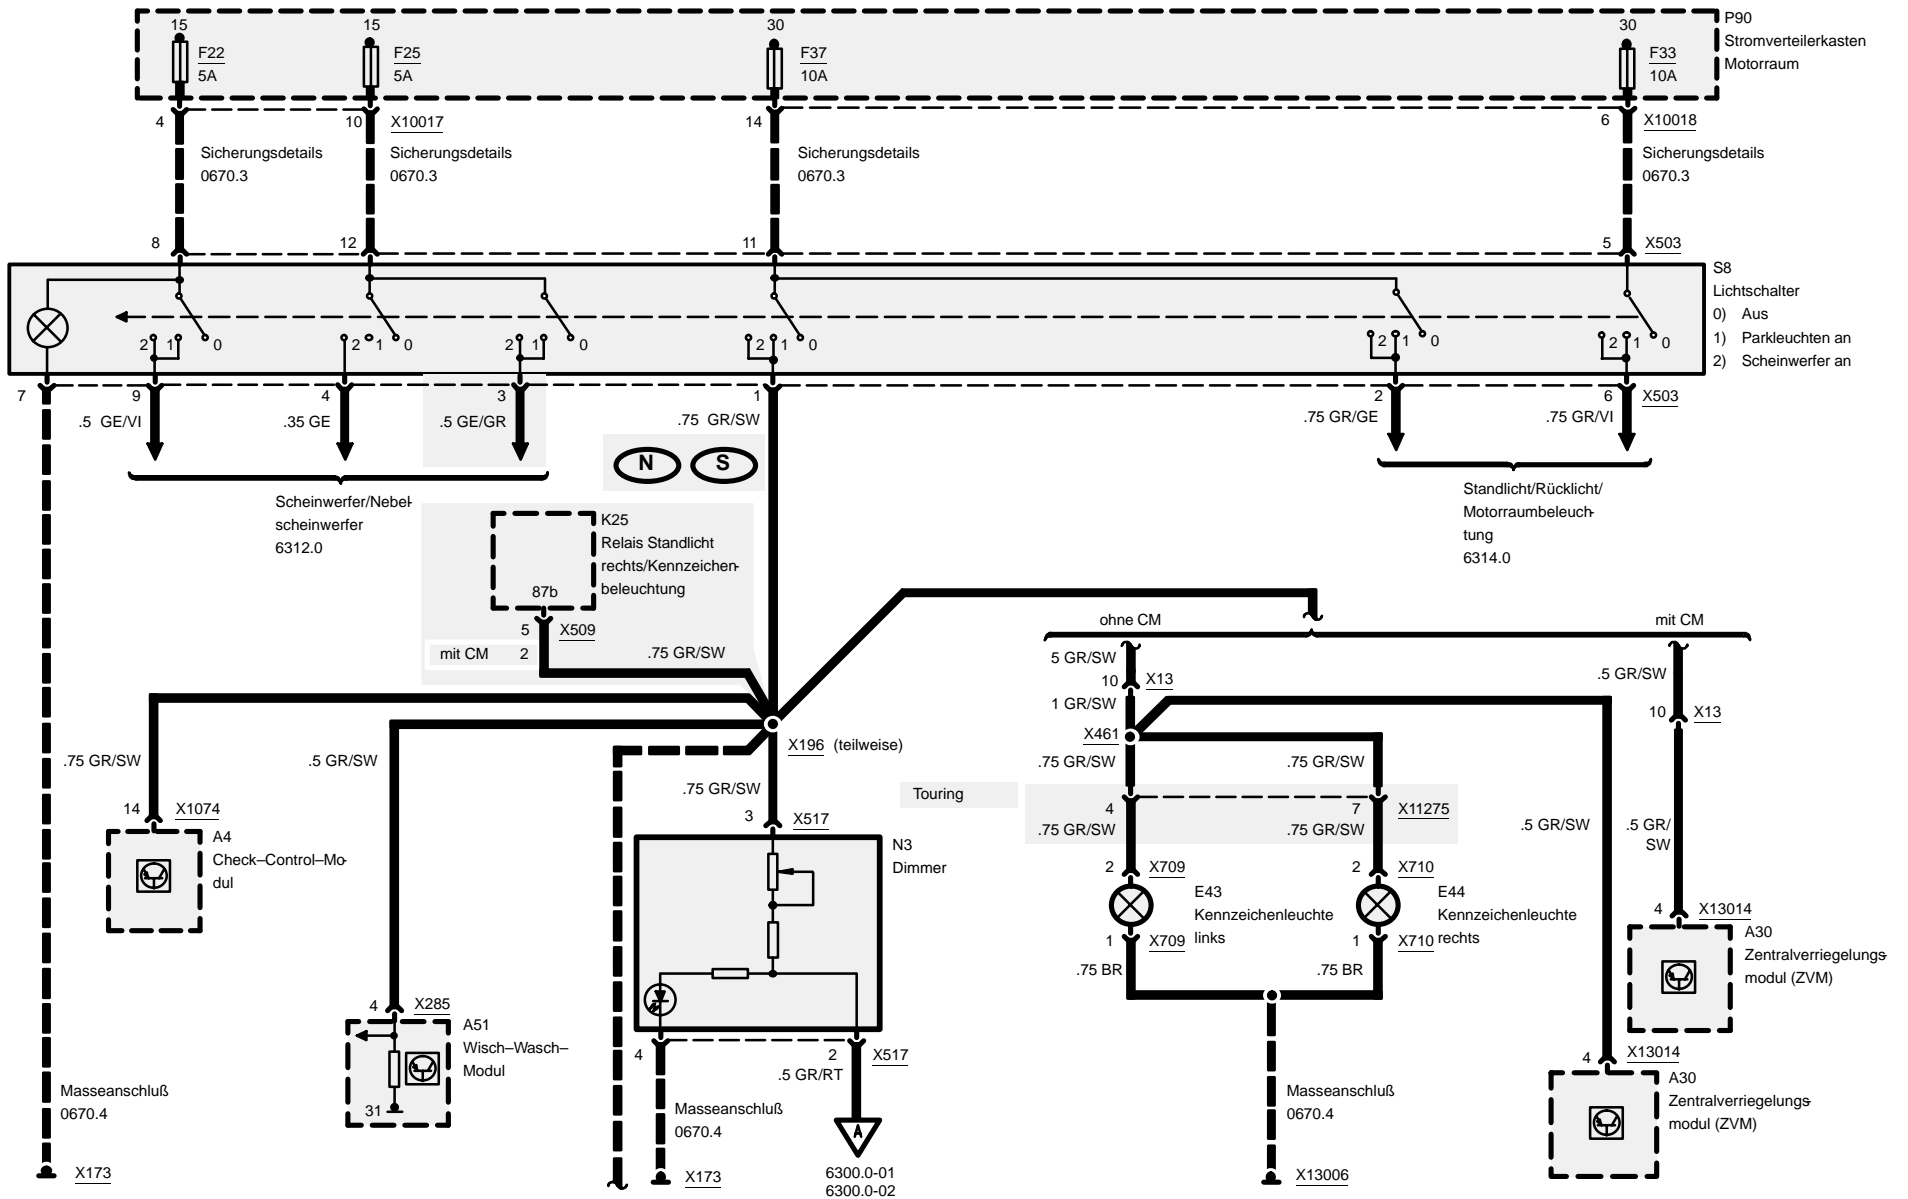 15
15
30
30
P90
Stromverteilerkasten
Motorraum
F22
5A
F25
5A
F37
10A
F33
10A
4
10
X10017
14
6
X10018
Sicherungsdetails
0670.3
Sicherungsdetails
0670.3
Sicherungsdetails
0670.3
Sicherungsdetails
0670.3
8
12
11
5
X503
S8
Lichtschalter
0) Aus
1) Parkleuchten an
2) Scheinwerfer an
2 1 0
2 1 0
2 1 0
2 1 0
2 1 0
2 1 0
7
9
4
3
1
2
6
X503
.5 GE/VI
.35 GE
.5 GE/GR
.75 GR/SW
.75 GR/GE
.75 GR/VI
N
S
Scheinwerfer/Nebel-
scheinwerfer
6312.0
Standlicht/Rücklicht/
Motorraumbeleuch-
tung
6314.0
K25
Relais Standlicht
rechts/Kennzeichen-
beleuchtung
87b
5
X509
mit CM 2
.75 GR/SW
ohne CM
mit CM
5 GR/SW
10
X13
1 GR/SW
X461
.75 GR/SW
.75 GR/SW
.5 GR/SW
10
X13
X196 (teilweise)
.75 GR/SW
.5 GR/SW
.75 GR/SW
Touring
4
7
X11275
.75 GR/SW
.75 GR/SW
.5 GR/SW
.5 GR/
SW
14
X1074
A4
Check–Control–Mo-
dul
3
X517
N3
Dimmer
2
X709
2
X710
E43
Kennzeichenleuchte
links
E44
Kennzeichenleuchte
rechts
1
X709
1
X710
.75 BR
.75 BR
4
X13014
A30
Zentralverriegelungs-
modul (ZVM)
4
X285
A51
Wisch–Wasch–
Modul
31
4
2
X517
.5 GR/RT
4
X13014
A30
Zentralverriegelungs-
modul (ZVM)
Masseanschluß
0670.4
Masseanschluß
0670.4
Masseanschluß
0670.4
A
X173
X173
6300.0-01
6300.0-02
X13006